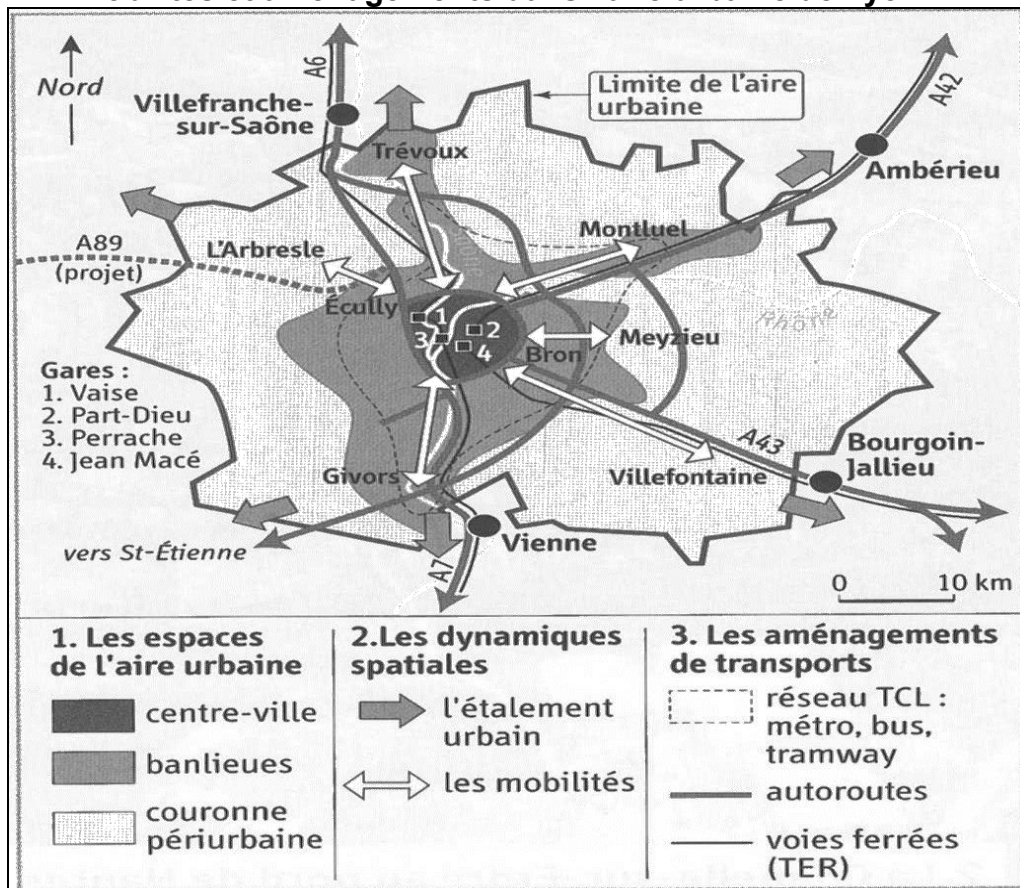 Nord
A6
Villefranche-
sur-Saône
Limite de l'aire
urbaine
A42
Trévoux
Ambérieu
A89
(projet)
L'Arbresle
Montluel
Écully
Rhône
1
2
3
4
Bron
Meyzieu
Gares :
1. Vaise
2. Part-Dieu
3. Perrache
4. Jean Macé
A43
Bourgoin-
Jallieu
Givors
Villefontaine
vers St-Étienne
Vienne
A7
0 10 km
1. Les espaces
de l'aire urbaine
centre-ville
banlieues
couronne
périurbaine
2.Les dynamiques
spatiales
l'étalement
urbain
les mobilités
3. Les aménagements
de transports
réseau TCL :
métro, bus,
tramway
autoroutes
voies ferrées
(TER)